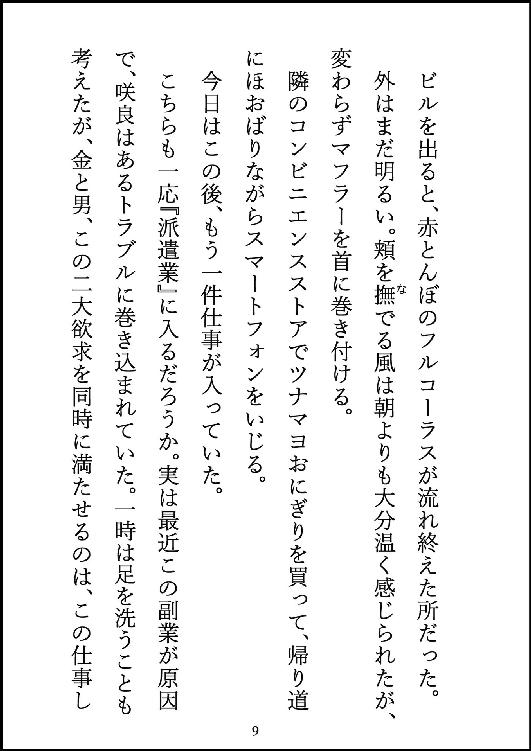 ビルを出ると、赤とんぼのフルコーラスが流れ終えた所だった。
外はまだ明るい。頬を撫でる風は朝よりも大分温く感じられたが、
な
変わらずマフラーを首に巻き付ける。
隣のコンビニエンスストアでツナマヨおにぎりを買って、帰り道
にほおばりながらスマートフォンをいじる。
今日はこの後、もう一件仕事が入っていた。
こちらも一応『派遣業』に入るだろうか。実は最近この副業が原因
で、咲良はあるトラブルに巻き込まれていた。一時は足を洗うことも
考えたが、金と男、この二大欲求を同時に満たせるのは、この仕事し
9